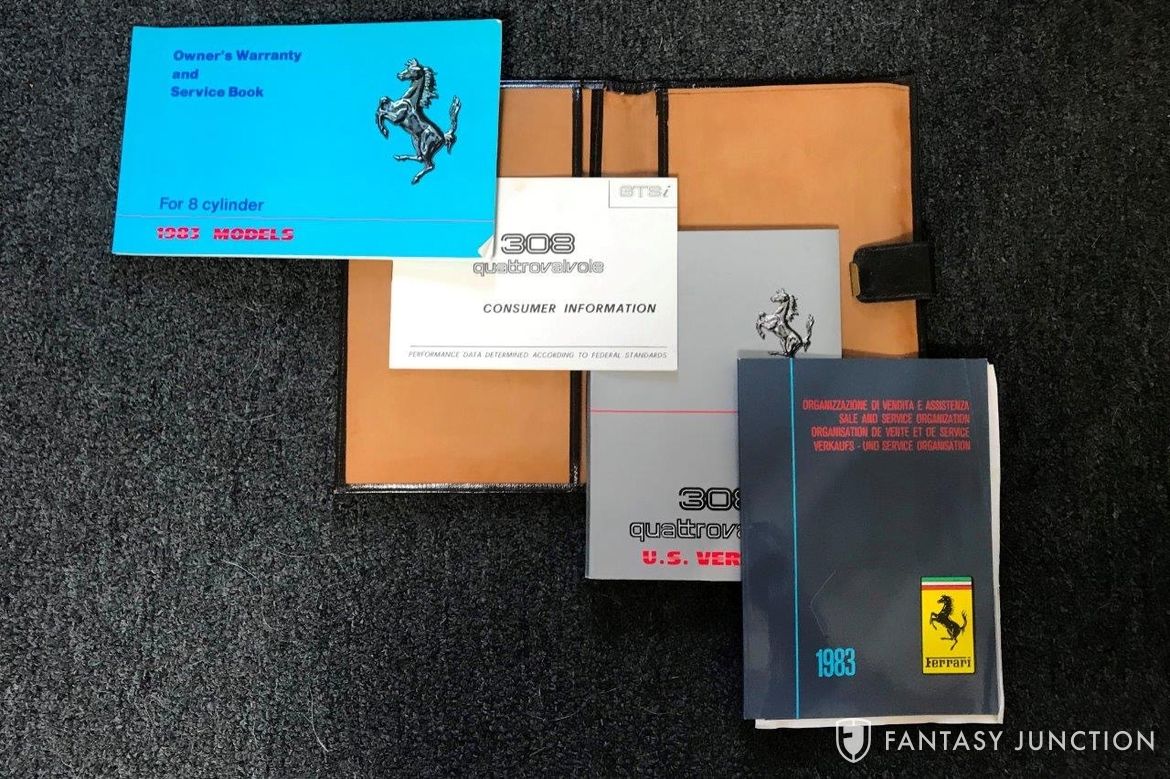 Owner's Warranty
and
Service Book
For 8 cylinder
1983 MODELS
GTSi
308
quattrovalvole
CONSUMER INFORMATION
PERFORMANCE DATA DETERMINED ACCORDING TO FEDERAL STANDARDS
308
U.S.
ORGANIZZAZIONE DI VENDITA E ASSISTENZA
SALE AND SERVICE ORGANIZATION
ORGANISATION DE VENTE ET DE SERVICE
VERKAUFS - UND SERVICE ORGANISATION
1983
Ferrari
FANTASY JUNCTION